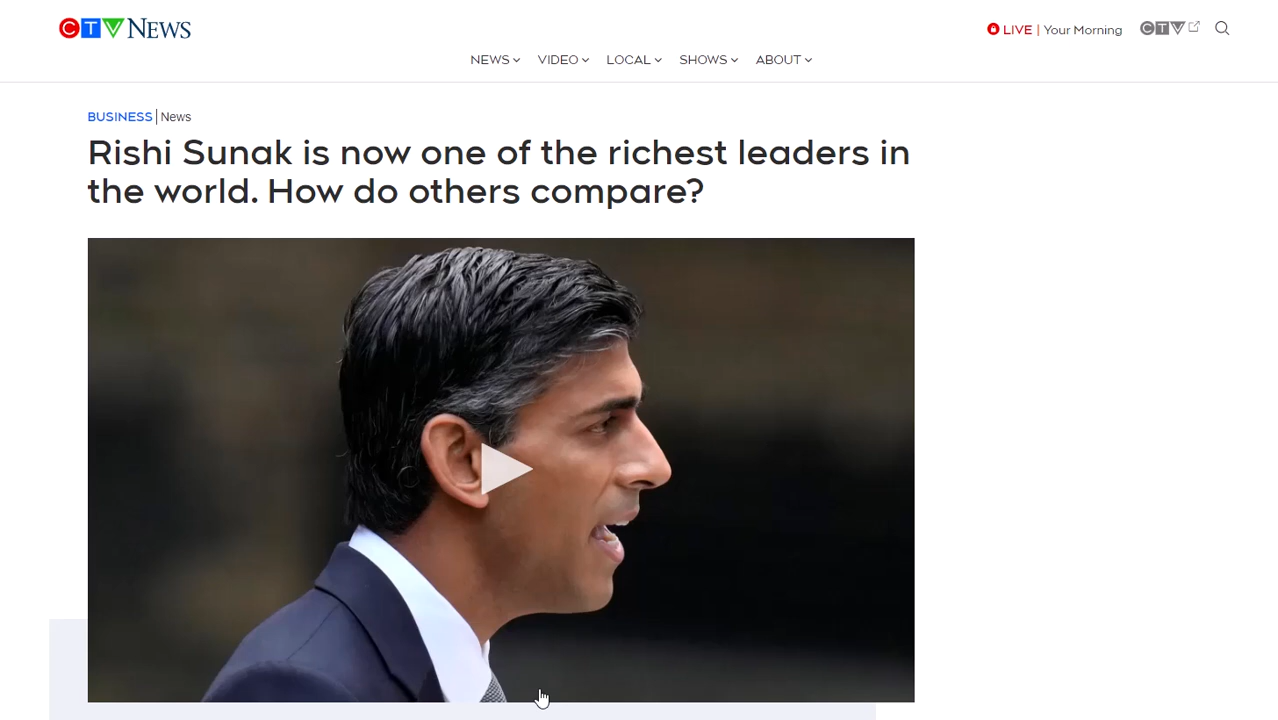 CTV NEWS
LIVE | Your Morning CTV
NEWS VIDEO LOCAL SHOWS ABOUT
BUSINESS | News
Rishi Sunak is now one of the richest leaders in
the world. How do others compare?